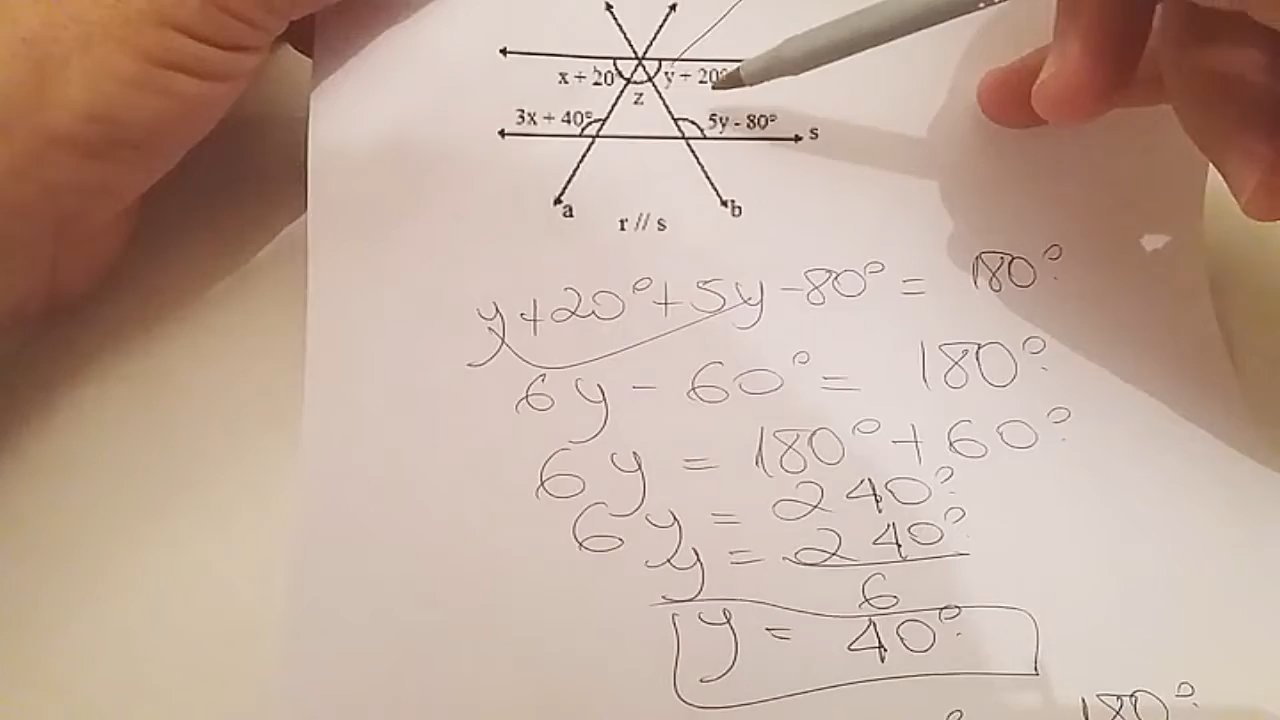 x + 20° y + 20°
z
3x + 40° 5y - 80° s
a b
r // s
y+20°+5y-80° = 180°
6y - 60° = 180°
6y = 180° + 60°
6y = 240°
y = 240°
6
y = 40°
180°